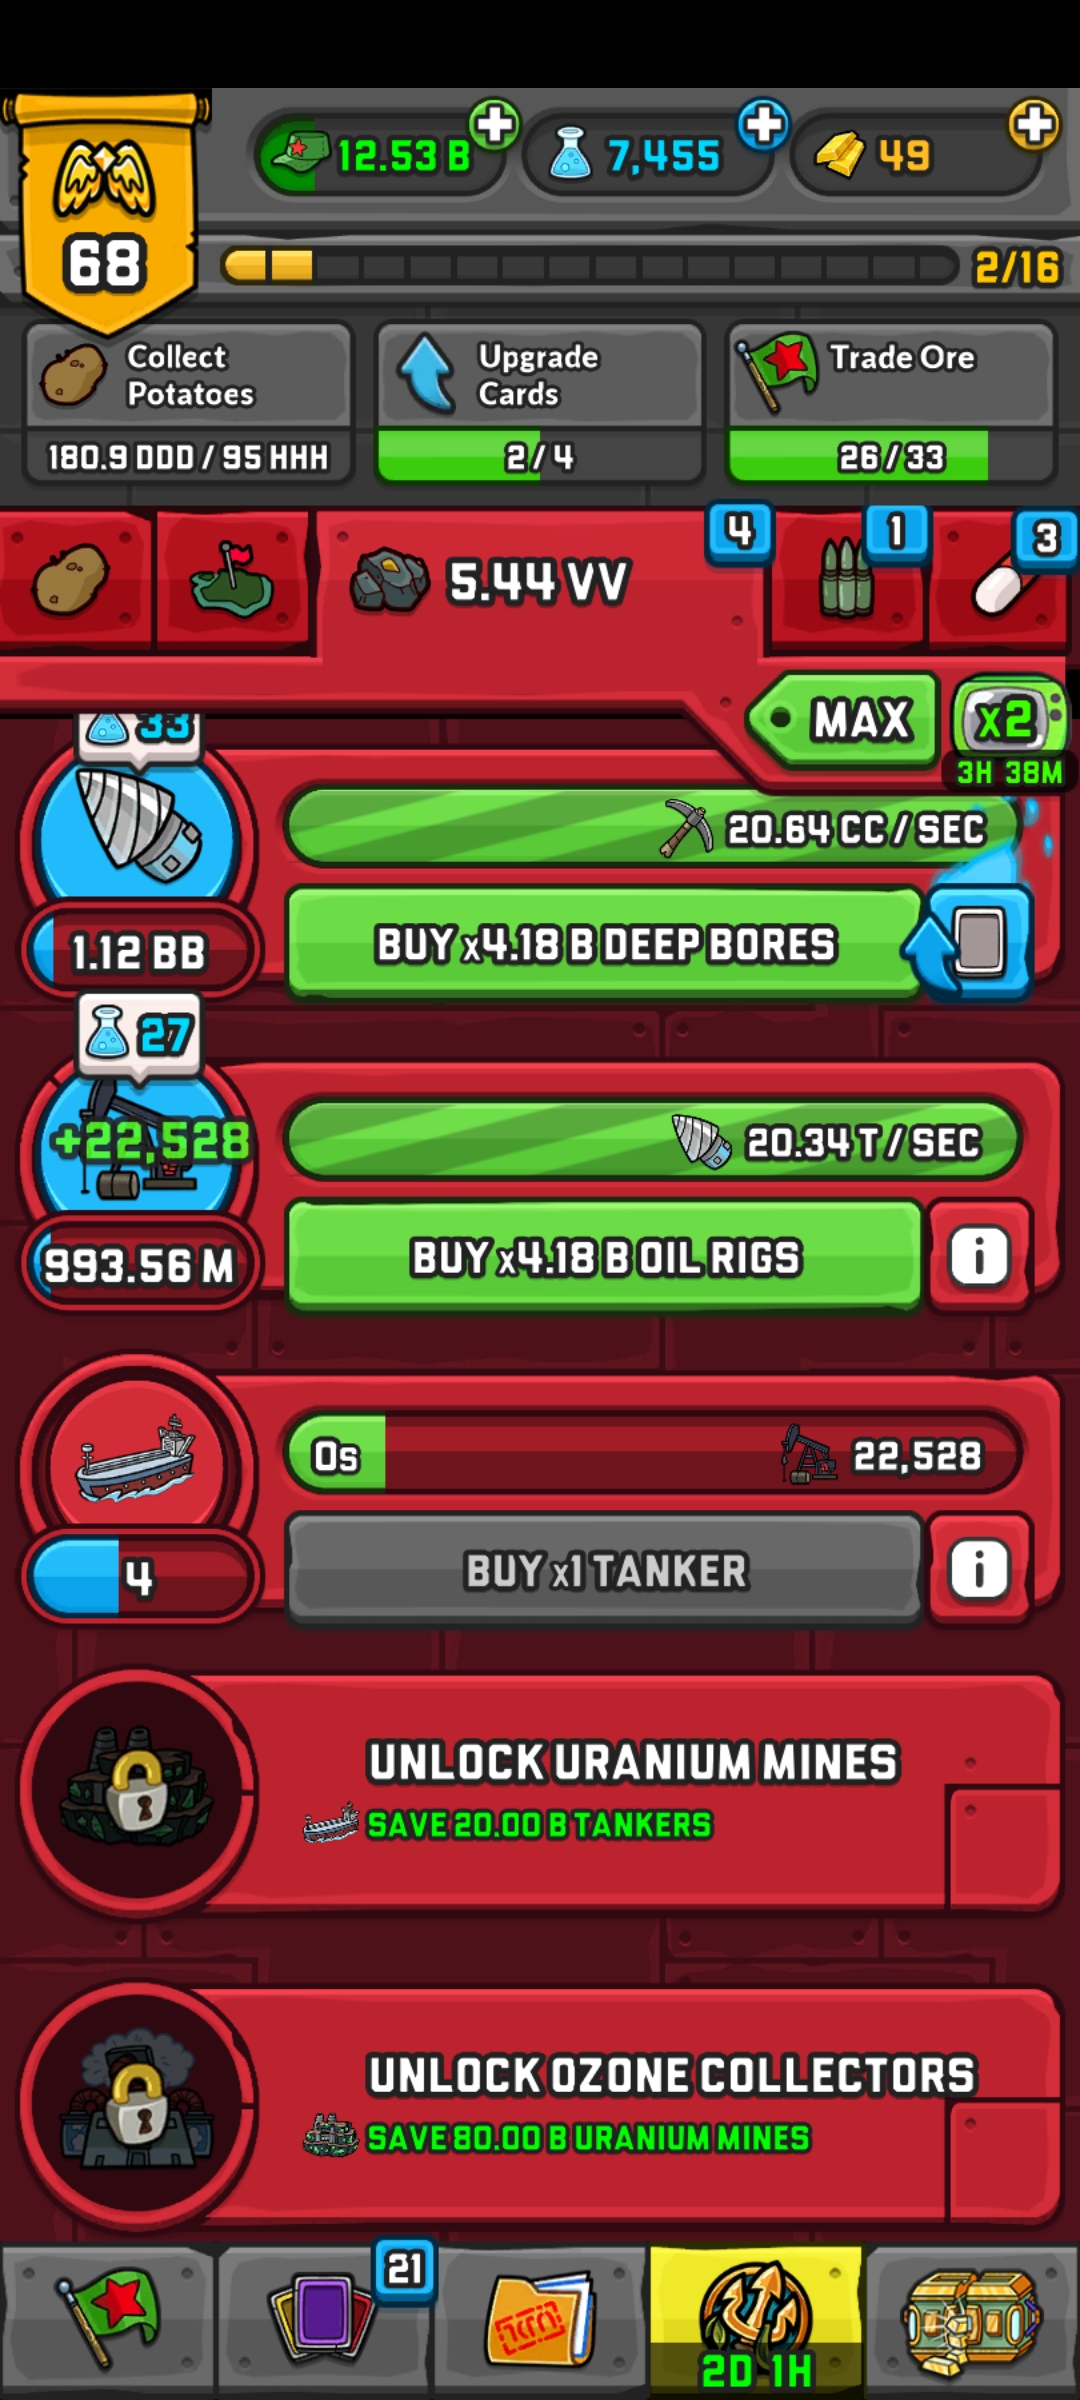 12.53 B
7,455
49
68
2/16
Collect
Potatoes
180.9 DDD / 95 HHH
Upgrade
Cards
2/4
Trade Ore
26/33
5.44 VV
4
1
3
MAX
x2
3H 38M
33
20.64 CC/SEC
1.12 BB
BUY x4.18 B DEEP BORES
27
+22,528
20.34 T/SEC
993.56 M
BUY x4.18 B OIL RIGS
i
0s
22,528
4
BUY x1 TANKER
i
UNLOCK URANIUM MINES
SAVE 20.00 B TANKERS
UNLOCK OZONE COLLECTORS
SAVE 80.00 B URANIUM MINES
21
2D 1H